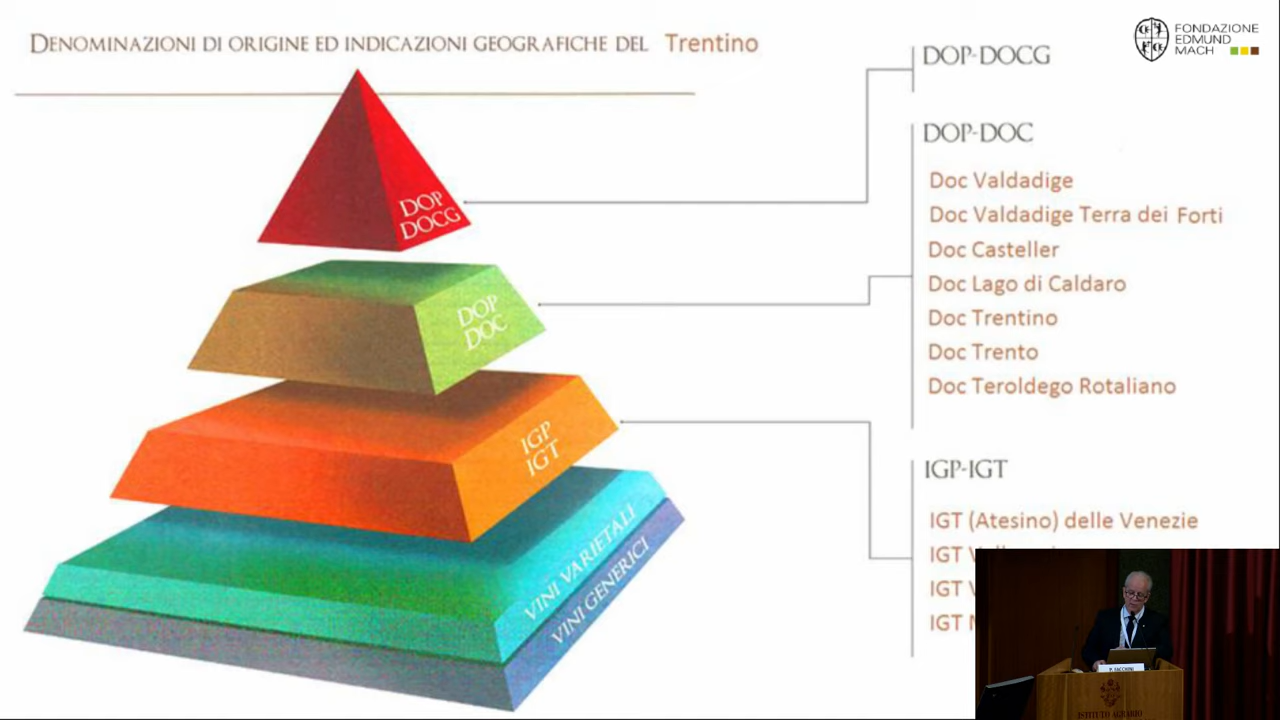 DENOMINAZIONI DI ORIGINE ED INDICAZIONI GEOGRAFICHE DEL Trentino
FONDAZIONE
EDMUND
MACH
DOP
DOCG
DOP
DOC
IGP
IGT
VINI VARIETALI
VINI GENERICI
DOP-DOCG
DOP-DOC
Doc Valdadige
Doc Valdadige Terra dei Forti
Doc Casteller
Doc Lago di Caldaro
Doc Trentino
Doc Trento
Doc Teroldego Rotaliano
IGP-IGT
IGT (Atesino) delle Venezie
IGT
IGT
IGT
ISTITUTO AGRARIO